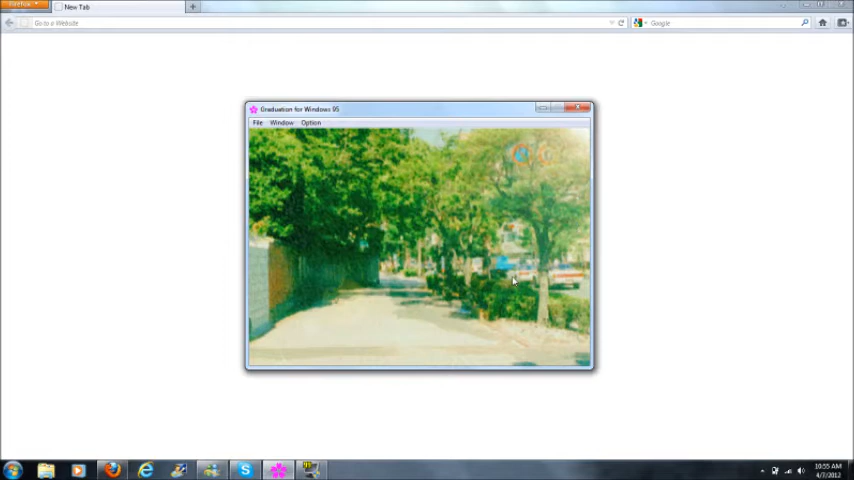 Firefox
New Tab
Go to a Website
Google
Graduation for Windows 95
File Window Option
10:55 AM
4/7/2012